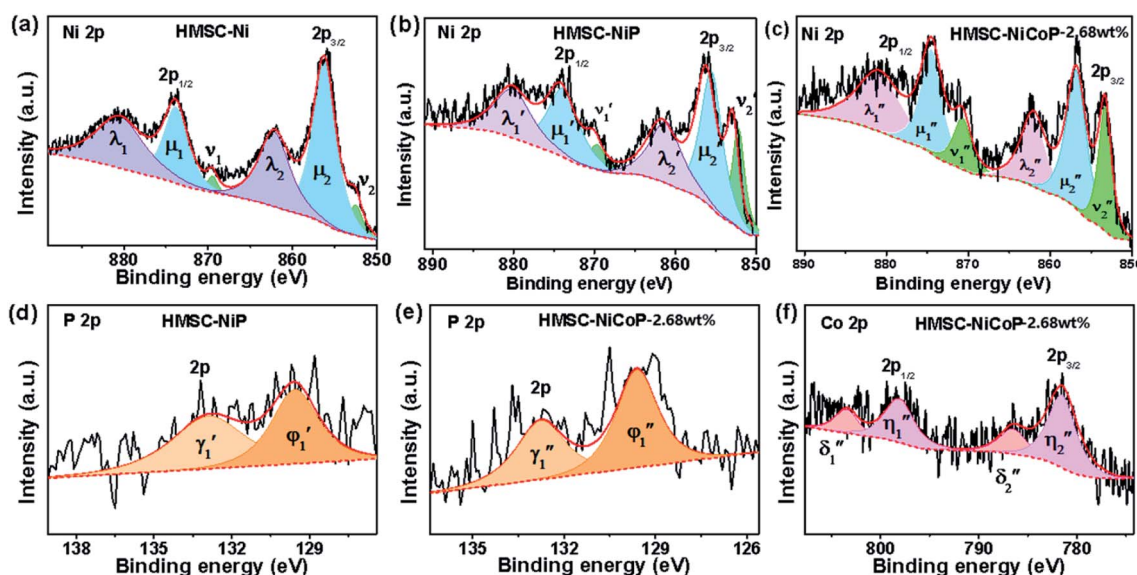 (a) Ni 2p HMSC-Ni
2p3/2
2p1/2
λ1 μ1 ν1 λ2 μ2 ν2
Intensity (a.u.)
880 870 860 850
Binding energy (eV)
(b) Ni 2p HMSC-NiP
2p3/2
2p1/2
λ1' μ1' ν1' λ2' μ2' ν2'
Intensity (a.u.)
890 880 870 860 850
Binding energy (eV)
(c) Ni 2p HMSC-NiCoP-2.68wt%
2p1/2
2p3/2
λ1" μ1" ν1" λ2" μ2" ν2"
Intensity (a.u.)
890 880 870 860 850
Binding energy (eV)
(d) P 2p HMSC-NiP
2p
γ1' φ1'
Intensity (a.u.)
138 135 132 129
Binding energy (eV)
(e) P 2p HMSC-NiCoP-2.68wt%
2p
γ1" φ1"
Intensity (a.u.)
135 132 129 126
Binding energy (eV)
(f) Co 2p HMSC-NiCoP-2.68wt%
2p1/2
2p3/2
δ1" η1" δ2" η2"
Intensity (a.u.)
800 790 780
Binding energy (eV)